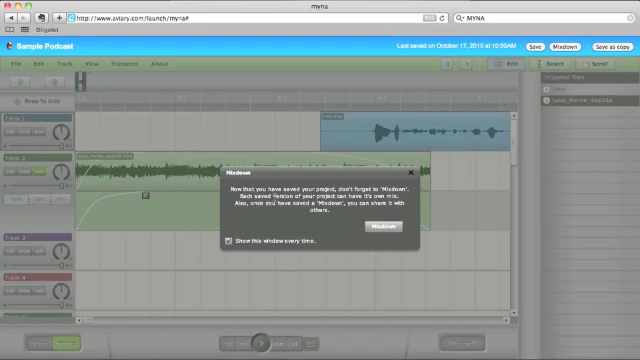 myna
http://www.aviary.com/launch/myna#
MYNA
Diigolet
Sample Podcast
Last saved on October 17, 2010 at 10:30AM
Save
Mixdown
Save as copy
File Edit Track View Transport About
Edit
Select
Scroll
Snap To Grid
Track 1
Track 2
Mixdown
Now that you have saved your project, don't forget to 'Mixdown'.
Each saved version of your project can have it's own mix.
Also, once you have saved a 'Mixdown', you can share it with
others.
Mixdown
Show this window every time.
Track 3
Track 4